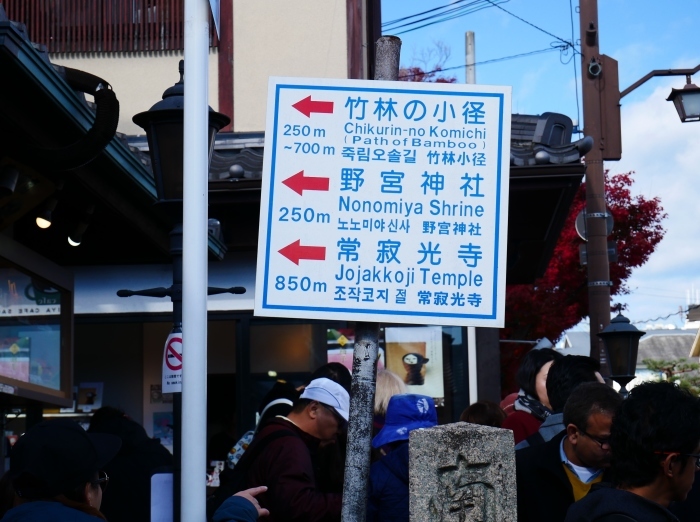 竹林の小径
250m Chikurin-no Komichi
(Path of Bamboo)
~700m 죽림오솔길 竹林小径
野宮神社
Nonomiya Shrine
250m
노노미야신사 野宮神社
常寂光寺
Jojakkoji Temple
850m
조작코지 절 常寂光寺
南